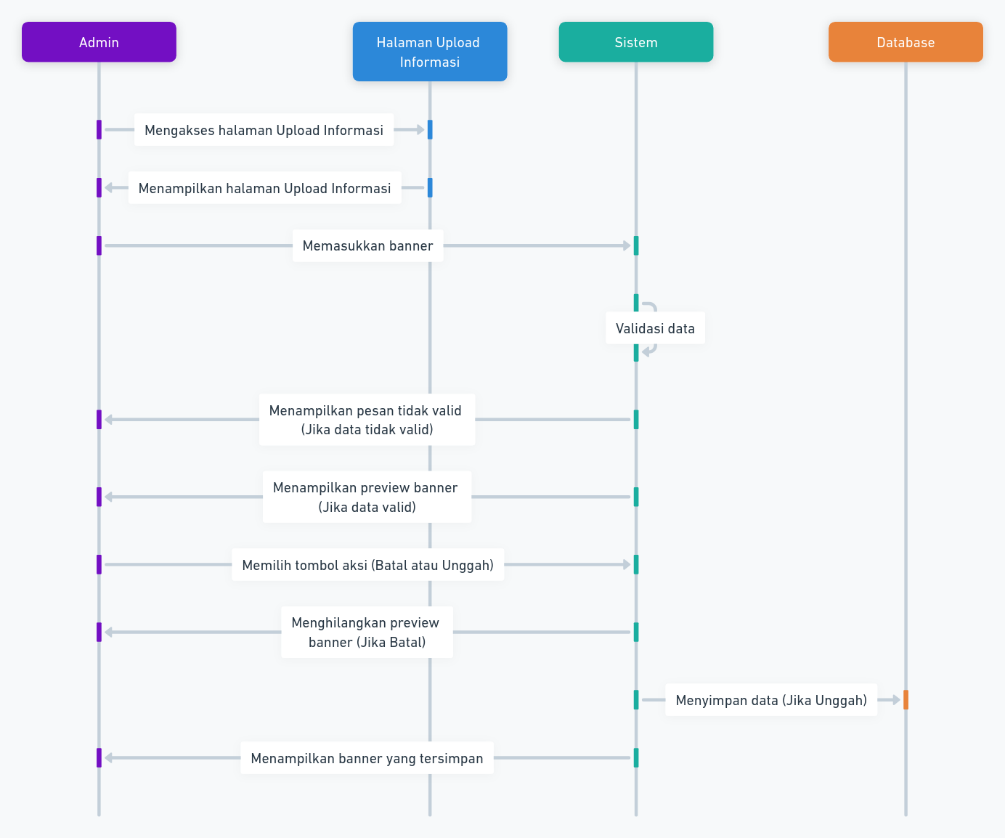 Admin
Halaman Upload
Informasi
Sistem
Database
Mengakses halaman Upload Informasi
Menampilkan halaman Upload Informasi
Memasukkan banner
Validasi data
Menampilkan pesan tidak valid
(Jika data tidak valid)
Menampilkan preview banner
(Jika data valid)
Memilih tombol aksi (Batal atau Unggah)
Menghilangkan preview
banner (Jika Batal)
Menyimpan data (Jika Unggah)
Menampilkan banner yang tersimpan